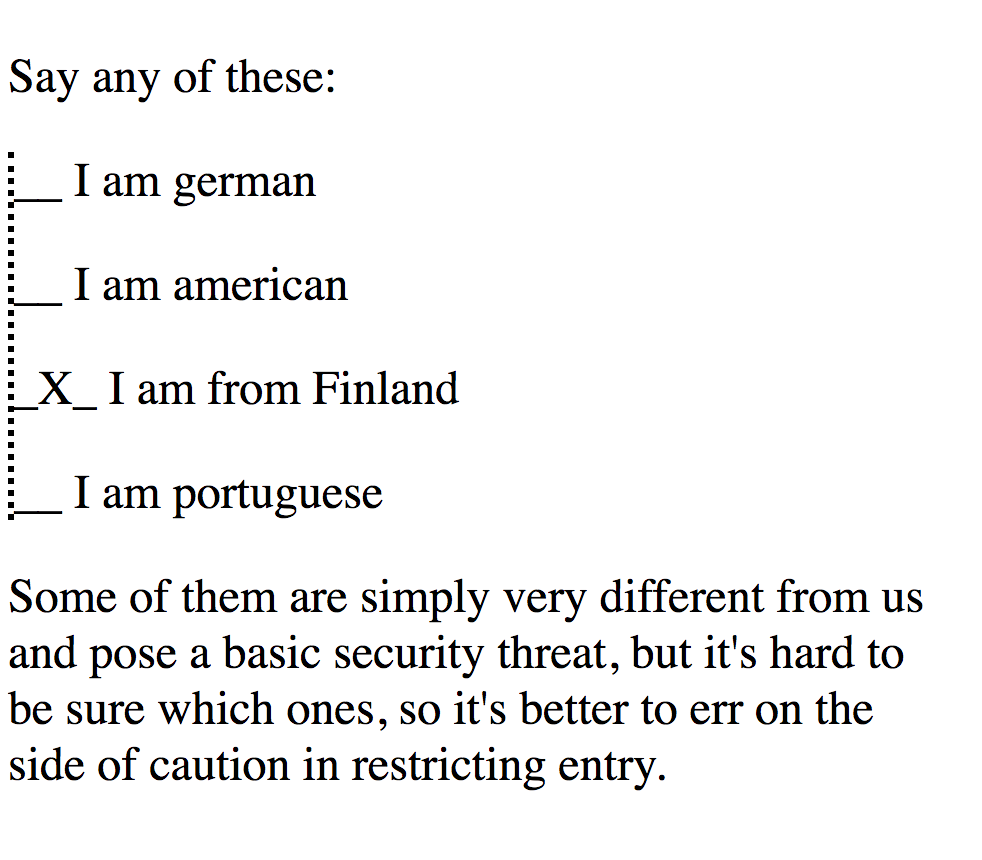 Say any of these:
__ I am german
__ I am american
_X_ I am from Finland
__ I am portuguese
Some of them are simply very different from us
and pose a basic security threat, but it's hard to
be sure which ones, so it's better to err on the
side of caution in restricting entry.